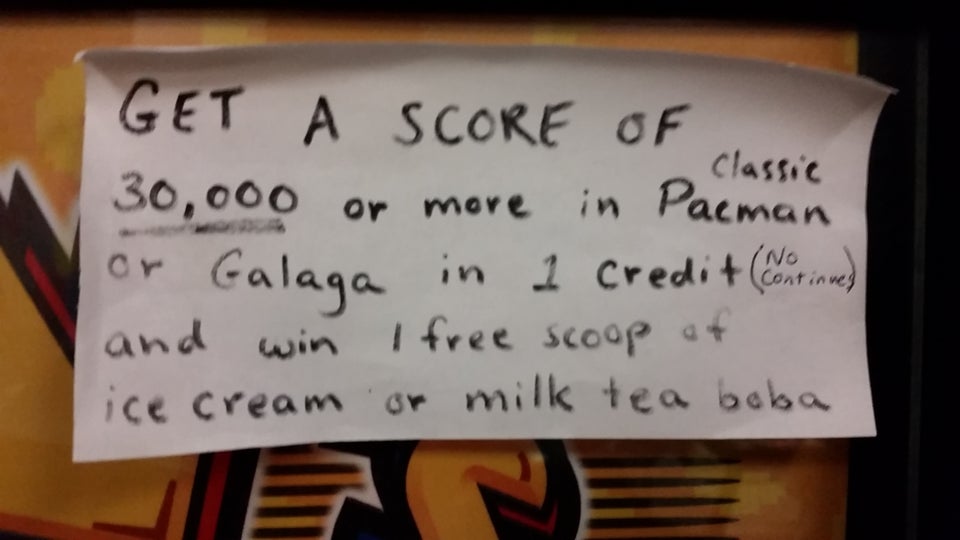 GET A SCORE OF
30,000 or more in Classic Pacman
or Galaga in 1 credit (No Continues)
and win 1 free scoop of
ice cream or milk tea boba